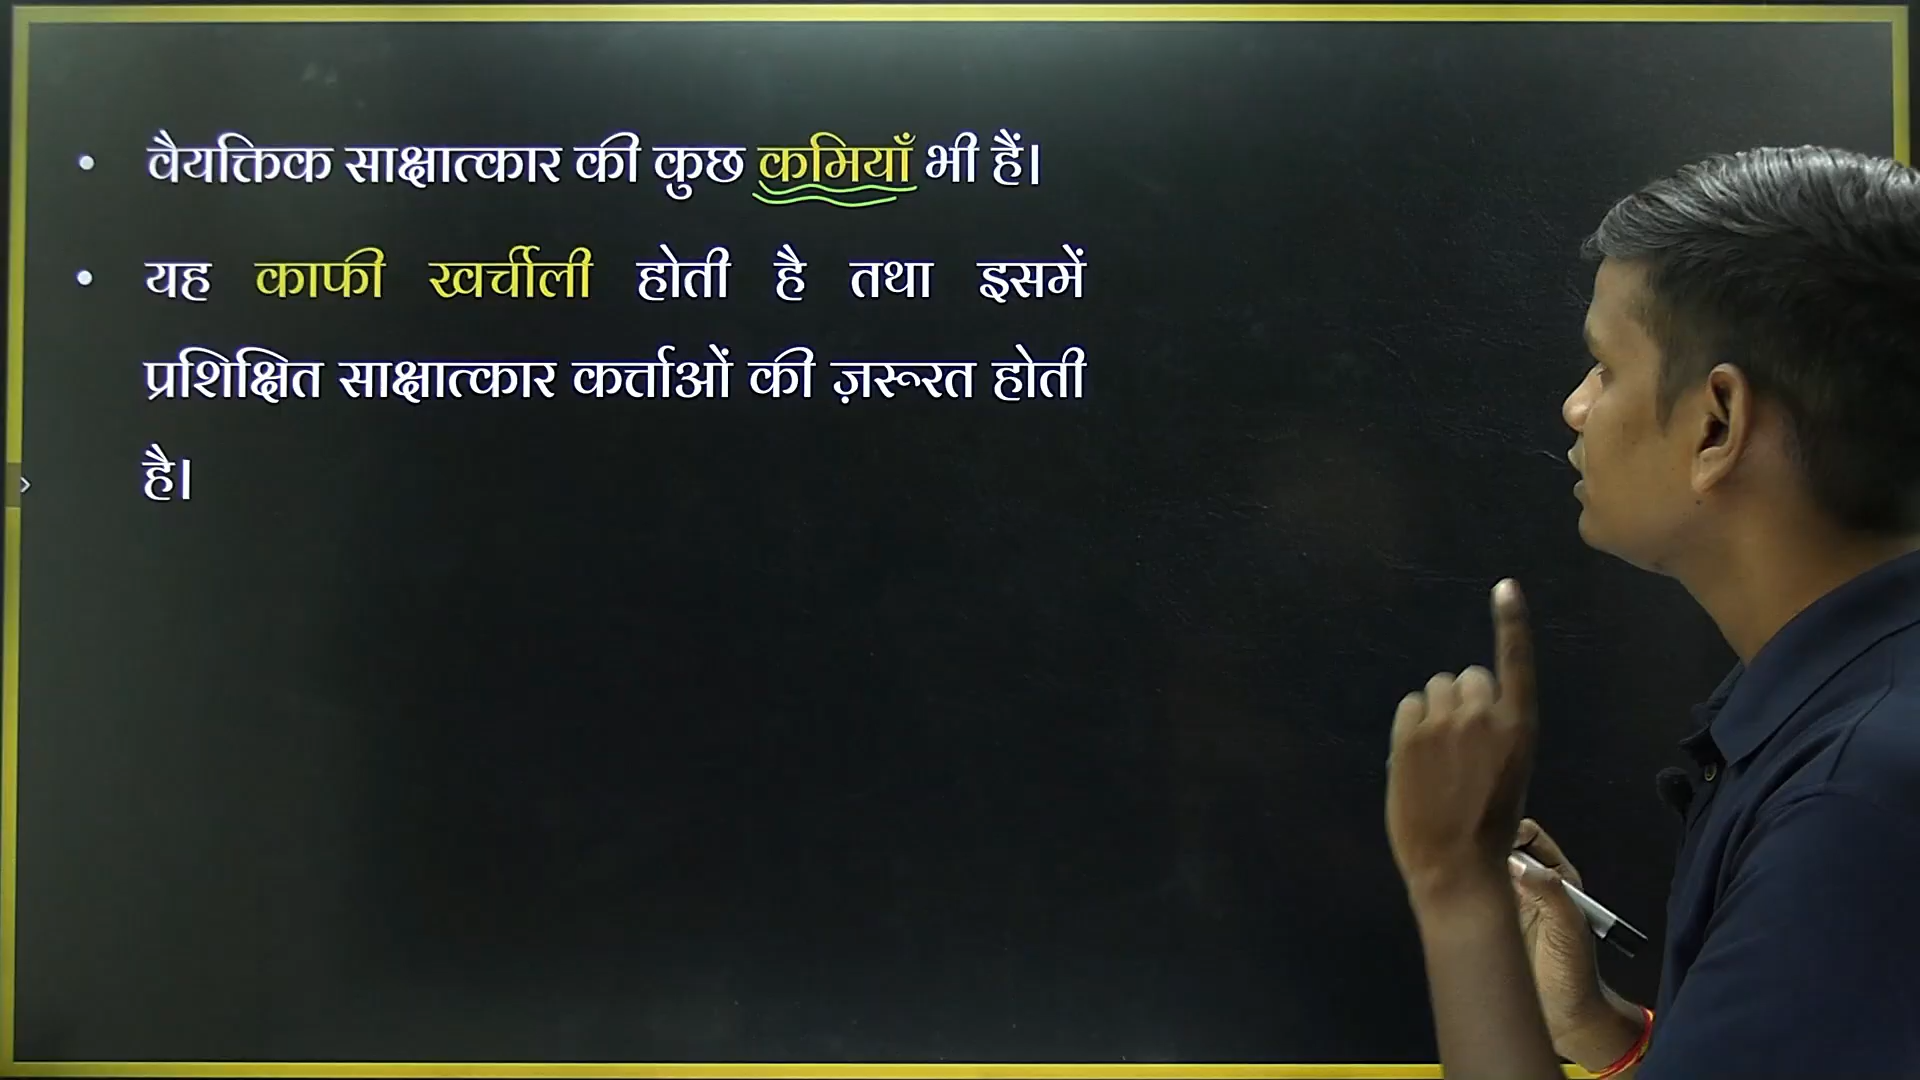 • वैयक्तिक साक्षात्कार की कुछ कमियाँ भी हैं।
• यह काफी खर्चीली होती है तथा इसमें
प्रशिक्षित साक्षात्कार कर्त्ताओं की ज़रूरत होती
है।